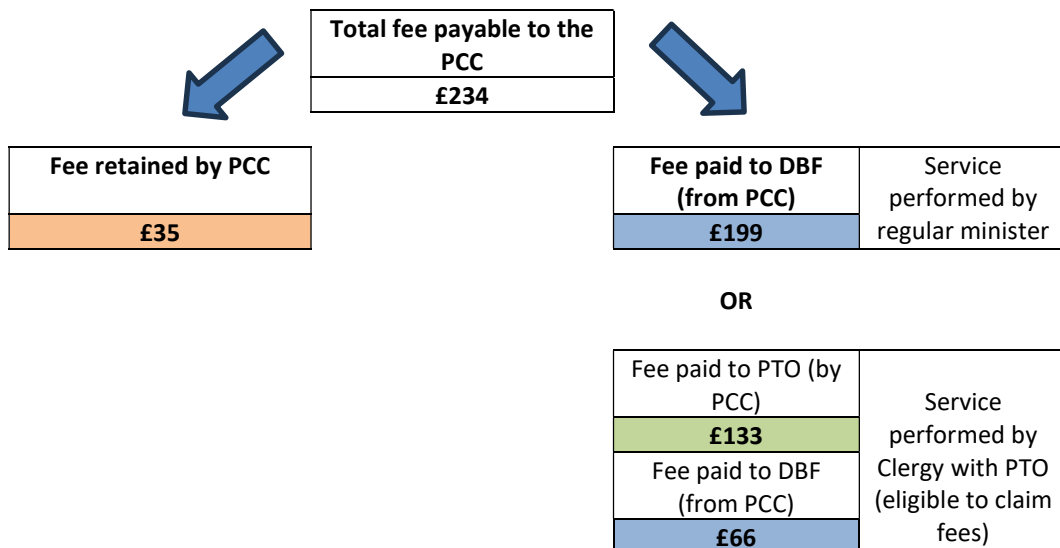 Total fee payable to the
PCC
£234
Fee retained by PCC
£35
Fee paid to DBF
(from PCC)
£199
Service
performed by
regular minister
OR
Fee paid to PTO (by
PCC)
£133
Fee paid to DBF
(from PCC)
£66
Service
performed by
Clergy with PTO
(eligible to claim
fees)